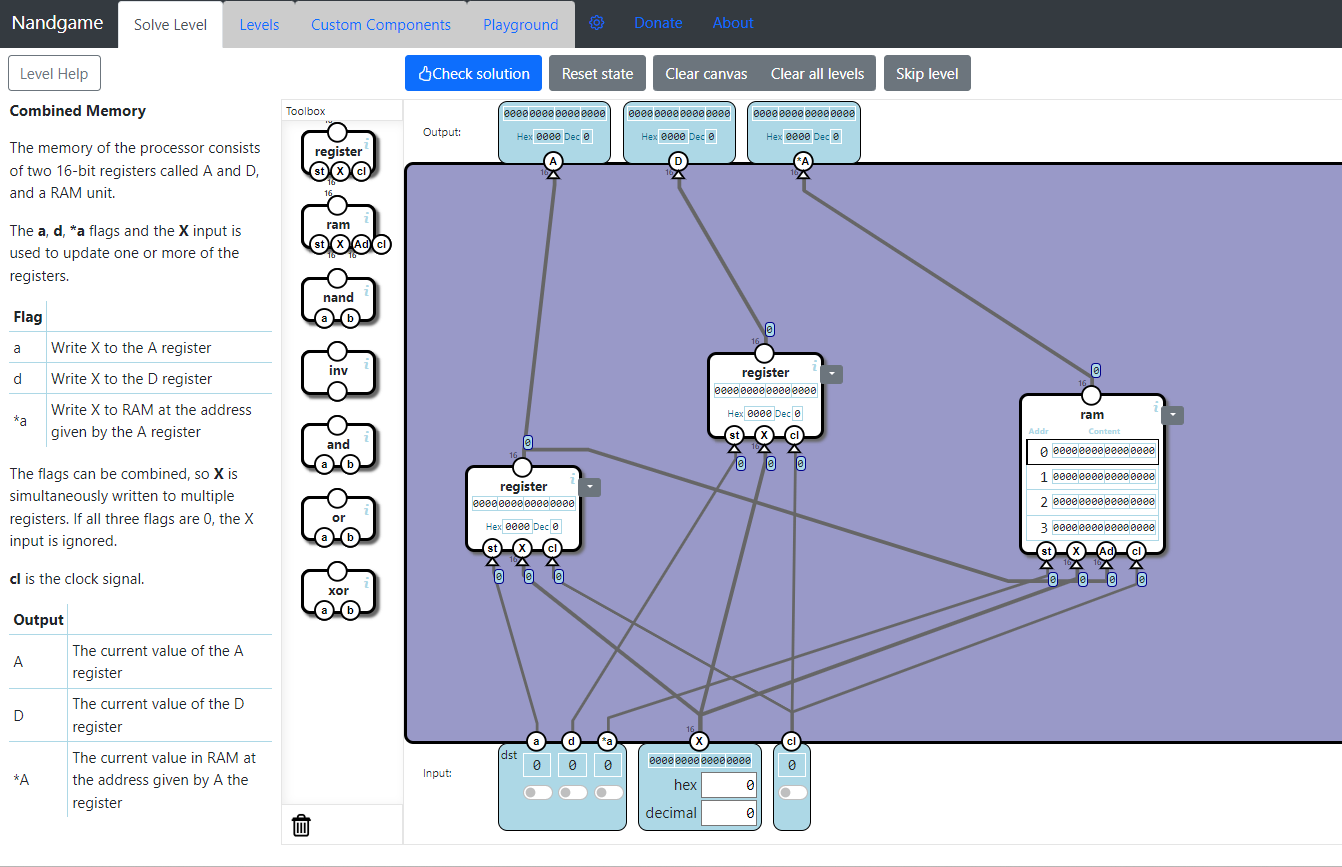 Nandgame
Solve Level
Levels
Custom Components
Playground
Donate
About
Level Help
Check solution
Reset state
Clear canvas
Clear all levels
Skip level
Combined Memory
The memory of the processor consists
of two 16-bit registers called A and D,
and a RAM unit.
The a, d, *a flags and the X input is
used to update one or more of the
registers.
Flag
a Write X to the A register
d Write X to the D register
*a Write X to RAM at the address
given by the A register
The flags can be combined, so X is
simultaneously written to multiple
registers. If all three flags are 0, the X
input is ignored.
cl is the clock signal.
Output
A The current value of the A
register
D The current value of the D
register
*A The current value in RAM at
the address given by A the
register
Toolbox
16
register
i
st X cl
16
16
ram
i
st X Ad cl
16 16
nand
i
a b
inv
i
and
i
a b
or
i
a b
xor
i
a b
Output:
0000000000000000
Hex 0000 Dec 0
A
16
0000000000000000
Hex 0000 Dec 0
D
16
0000000000000000
Hex 0000 Dec 0
*A
16
0
16
register
i
0000000000000000
Hex 0000 Dec 0
st X cl
16
0 0 0
0
16
ram
i
Addr Content
0 0000000000000000
1 0000000000000000
2 0000000000000000
3 0000000000000000
st X Ad cl
16 16
0 0 0 0
0
16
register
i
0000000000000000
Hex 0000 Dec 0
st X cl
16
0 0 0
Input:
a d *a
dst
0 0 0
16
X
0000000000000000
hex 0
decimal 0
cl
0